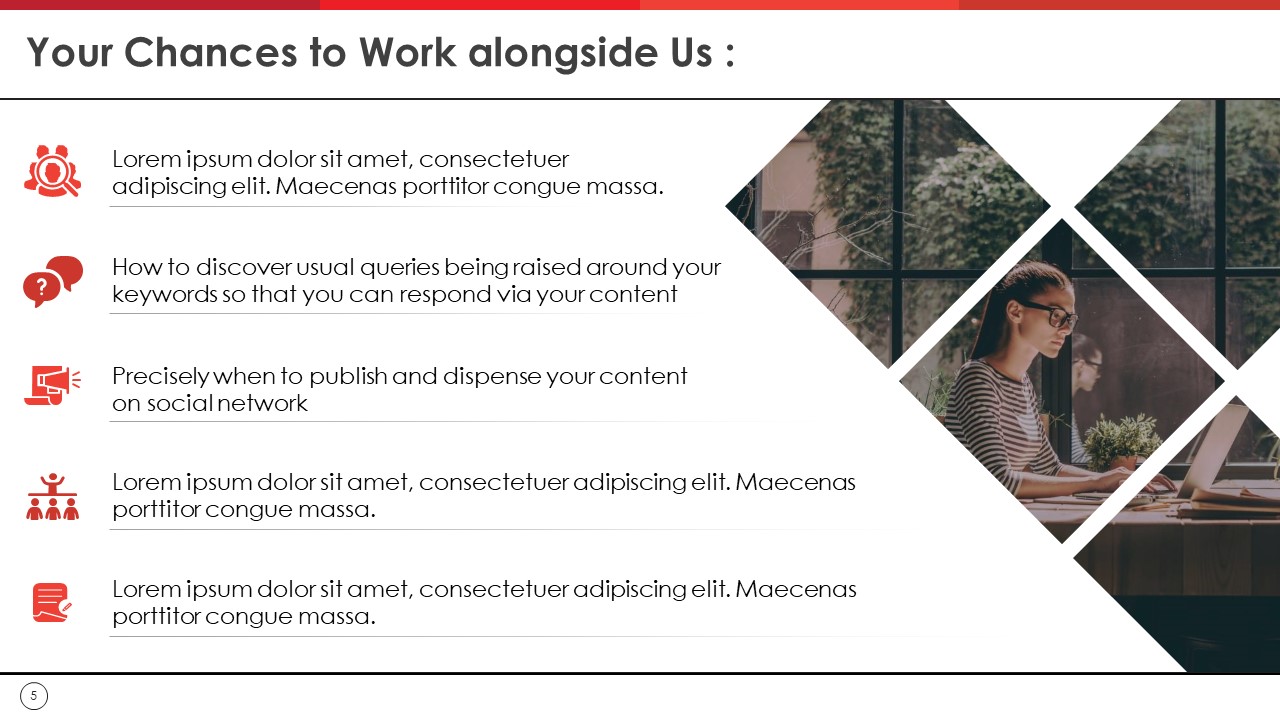 Your Chances to Work alongside Us :
Lorem ipsum dolor sit amet, consectetuer
adipiscing elit. Maecenas porttitor congue massa.
How to discover usual queries being raised around your
keywords so that you can respond via your content
?
Precisely when to publish and dispense your content
on social network
Lorem ipsum dolor sit amet, consectetuer adipiscing elit. Maecenas
porttitor congue massa.
Lorem ipsum dolor sit amet, consectetuer adipiscing elit. Maecenas
porttitor congue massa.
5